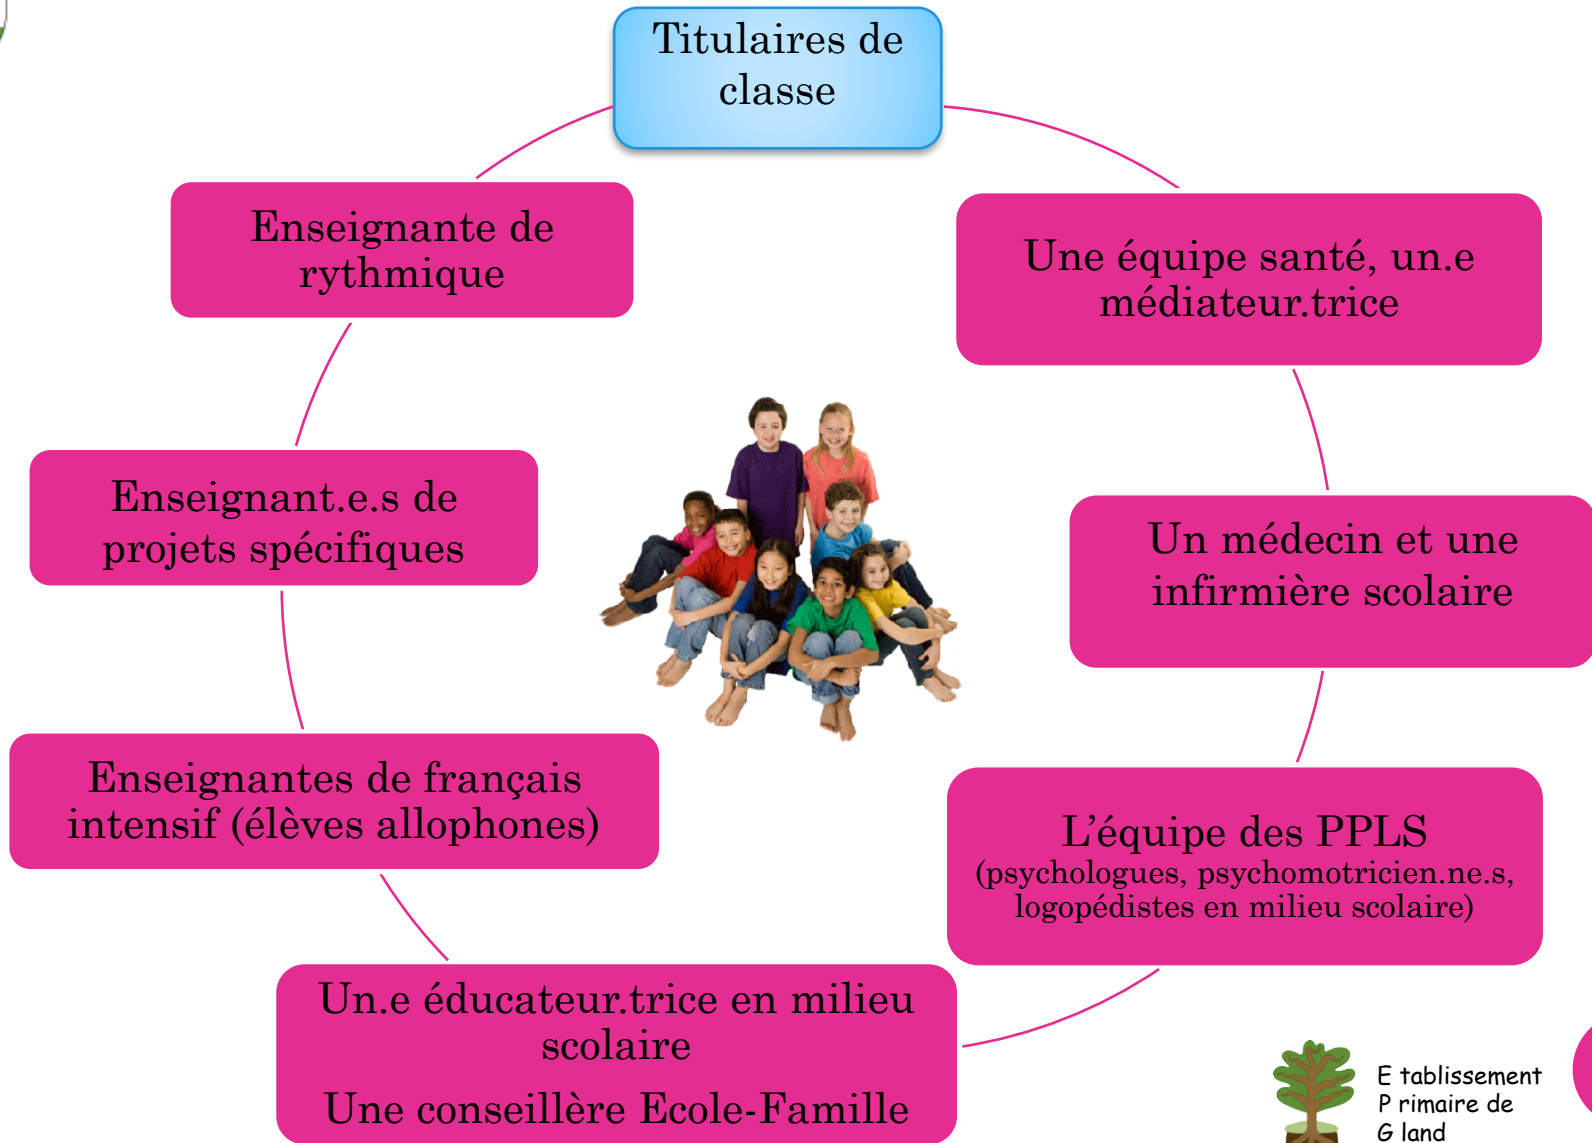 Titulaires de
classe
Enseignante de
rythmique
Une équipe santé, un.e
médiateur.trice
Enseignant.e.s de
projets spécifiques
Un médecin et une
infirmière scolaire
Enseignantes de français
intensif (élèves allophones)
L’équipe des PPLS
(psychologues, psychomotricien.ne.s,
logopédistes en milieu scolaire)
Un.e éducateur.trice en milieu
scolaire
Une conseillère Ecole-Famille
E tablissement
P rimaire de
G land